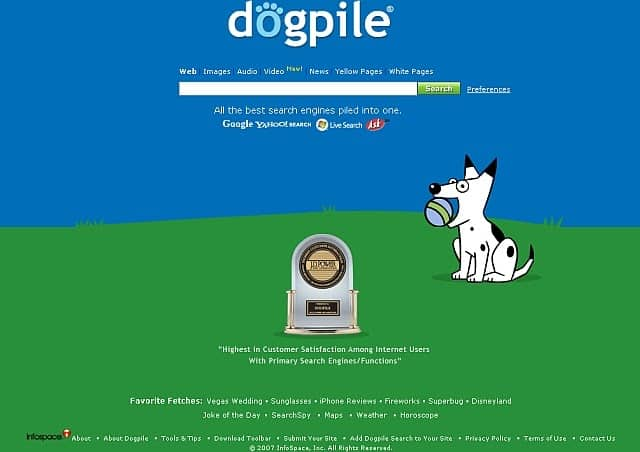 dogpile
Web Images Audio Video New! News Yellow Pages White Pages
Search Preferences
All the best search engines piled into one.
Google YAHOO! SEARCH Live Search Ask
J.D. POWER
"Highest in Customer Satisfaction Among Internet Users
With Primary Search Engines/Functions"
Favorite Fetches: Vegas Wedding • Sunglasses • iPhone Reviews • Fireworks • Superbug • Disneyland
Joke of the Day • SearchSpy • Maps • Weather • Horoscope
infospace About • About Dogpile • Tools & Tips • Download Toolbar • Submit Your Site • Add Dogpile Search to Your Site • Privacy Policy • Terms of Use • Contact Us
© 2007 InfoSpace, Inc. All Rights Reserved.